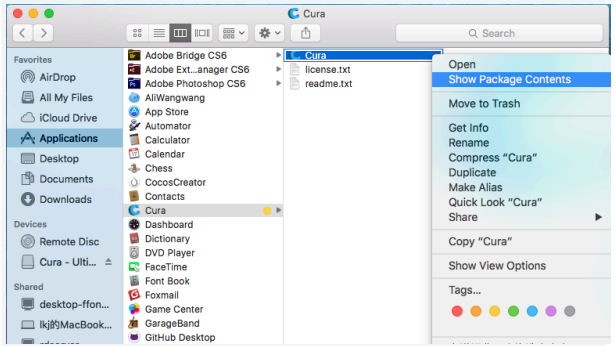 Cura
Search
Favorites
AirDrop
All My Files
iCloud Drive
Applications
Desktop
Documents
Downloads
Devices
Remote Disc
Cura - Ulti...
Shared
desktop-ffon...
lkj的MacBook...
Adobe Bridge CS6
Adobe Ext...anager CS6
Adobe Photoshop CS6
AliWangwang
App Store
Automator
Calculator
Calendar
Chess
CocosCreator
Contacts
Cura
Dashboard
Dictionary
DVD Player
FaceTime
Font Book
Foxmail
Game Center
GarageBand
GitHub Desktop
Cura
license.txt
readme.txt
Open
Show Package Contents
Move to Trash
Get Info
Rename
Compress “Cura”
Duplicate
Make Alias
Quick Look “Cura”
Share
Copy “Cura”
Show View Options
Tags...